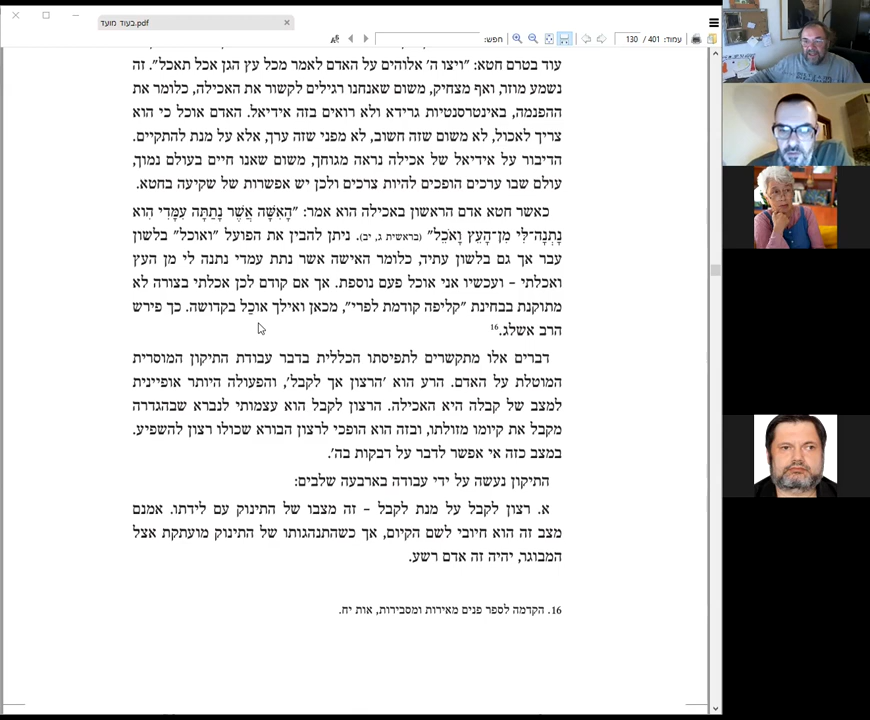 בעוד מועד.pdf
עמוד: 130 / 401
חפש:
עוד בטרם חטא: "ויצו ה' אלוהים על האדם לאמר מכל עץ הגן אכל תאכל". זה
נשמע מוזר, ואף מצחיק, משום שאנחנו רגילים לקשור את האכילה, כלומר את
ההפנמה, באינטרסנטיות גרידא ולא רואים בזה אידיאל. האדם אוכל כי הוא
צריך לאכול, לא משום שזה חשוב, לא מפני שזה ערך, אלא על מנת להתקיים.
הדיבור על אידיאל של אכילה נראה מגוחך, משום שאנו חיים בעולם נמוך,
עולם שבו ערכים הופכים להיות צרכים ולכן יש אפשרות של שקיעה בחטא.
כאשר חטא אדם הראשון באכילה הוא אמר: "הָאִשָּׁה אֲשֶׁר נָתַתָּה עִמָּדִי הִוא
נָתְנָה־לִּי מִן־הָעֵץ וָאֹכֵל" (בראשית ג, יב). ניתן להבין את הפועל "ואוכל" בלשון
עבר אך גם בלשון עתיד, כלומר האישה אשר נתת עמדי נתנה לי מן העץ
ואכלתי – ועכשיו אני אוכל פעם נוספת. אך אם קודם לכן אכלתי בצורה לא
מתוקנת בבחינת "קליפה קודמת לפרי", מכאן ואילך אוֹכַל בקדושה. כך פירש
הרב אשלג.16
דברים אלו מתקשרים לתפיסתו הכללית בדבר עבודת התיקון המוסרית
המוטלת על האדם. הרע הוא 'הרצון אך לקבל', והפעולה היותר אופיינית
למצב של קבלה היא האכילה. הרצון לקבל הוא עצמותי לנברא שבהגדרה
מקבל את קיומו מזולתו, ובזה הוא הופכי לרצון הבורא שכולו רצון להשפיע.
במצב כזה אי אפשר לדבר על דבקות בה'.
התיקון נעשה על ידי עבודה בארבעה שלבים:
א. רצון לקבל על מנת לקבל – זה מצבו של התינוק עם לידתו. אמנם
מצב זה הוא חיובי לשם הקיום, אך כשהתנהגותו של התינוק מועתקת אצל
המבוגר, יהיה זה אדם רשע.
16. הקדמה לספר פנים מאירות ומסבירות, אות יח.